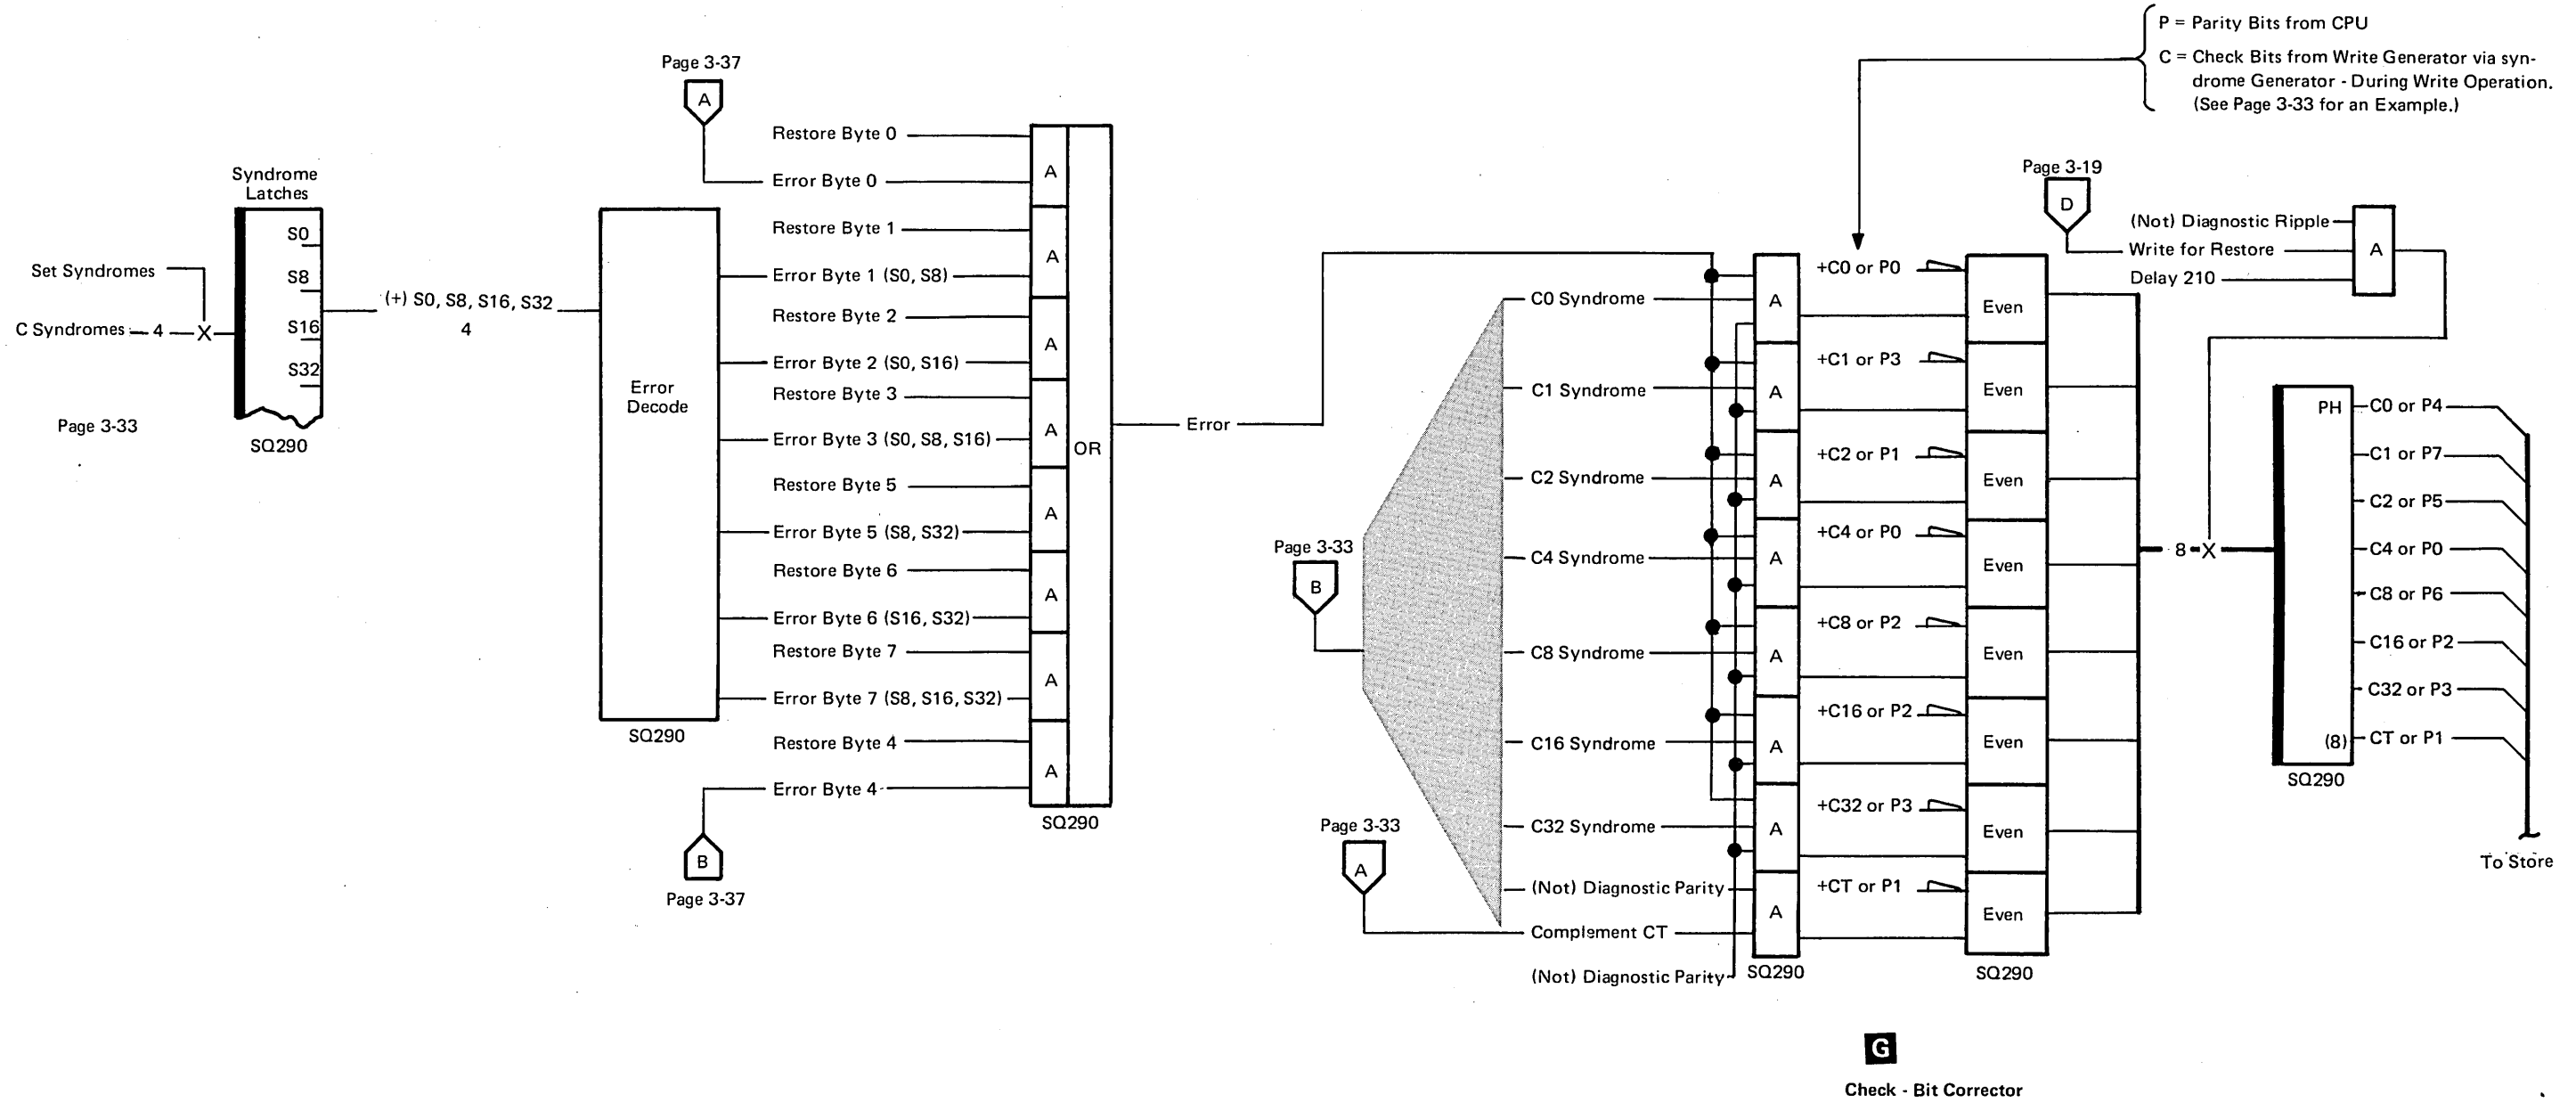 P = Parity Bits from CPU
C = Check Bits from Write Generator via syn-
drome Generator - During Write Operation.
(See Page 3-33 for an Example.)
Page 3-37
A
Syndrome
Latches
S0
S8
S16
S32
SQ290
Set Syndromes
C Syndromes 4 X
Page 3-33
(+) S0, S8, S16, S32
4
Error
Decode
SQ290
Restore Byte 0
Error Byte 0
A
Restore Byte 1
Error Byte 1 (S0, S8)
A
Restore Byte 2
Error Byte 2 (S0, S16)
A
Restore Byte 3
Error Byte 3 (S0, S8, S16)
A
Restore Byte 5
Error Byte 5 (S8, S32)
A
Restore Byte 6
Error Byte 6 (S16, S32)
A
Restore Byte 7
Error Byte 7 (S8, S16, S32)
A
Restore Byte 4
Error Byte 4
A
OR
SQ290
B
Page 3-37
Error
Page 3-33
B
C0 Syndrome
A
+C0 or P0
Even
C1 Syndrome
A
+C1 or P3
Even
C2 Syndrome
A
+C2 or P1
Even
C4 Syndrome
A
+C4 or P0
Even
C8 Syndrome
A
+C8 or P2
Even
C16 Syndrome
A
+C16 or P2
Even
C32 Syndrome
A
+C32 or P3
Even
Page 3-33
A
(Not) Diagnostic Parity
Complement CT
A
+CT or P1
Even
(Not) Diagnostic Parity
SQ290
SQ290
Page 3-19
D
(Not) Diagnostic Ripple
Write for Restore
Delay 210
A
8 X
PH
(8)
SQ290
C0 or P4
C1 or P7
C2 or P5
C4 or P0
C8 or P6
C16 or P2
C32 or P3
CT or P1
To Store
G
Check - Bit Corrector